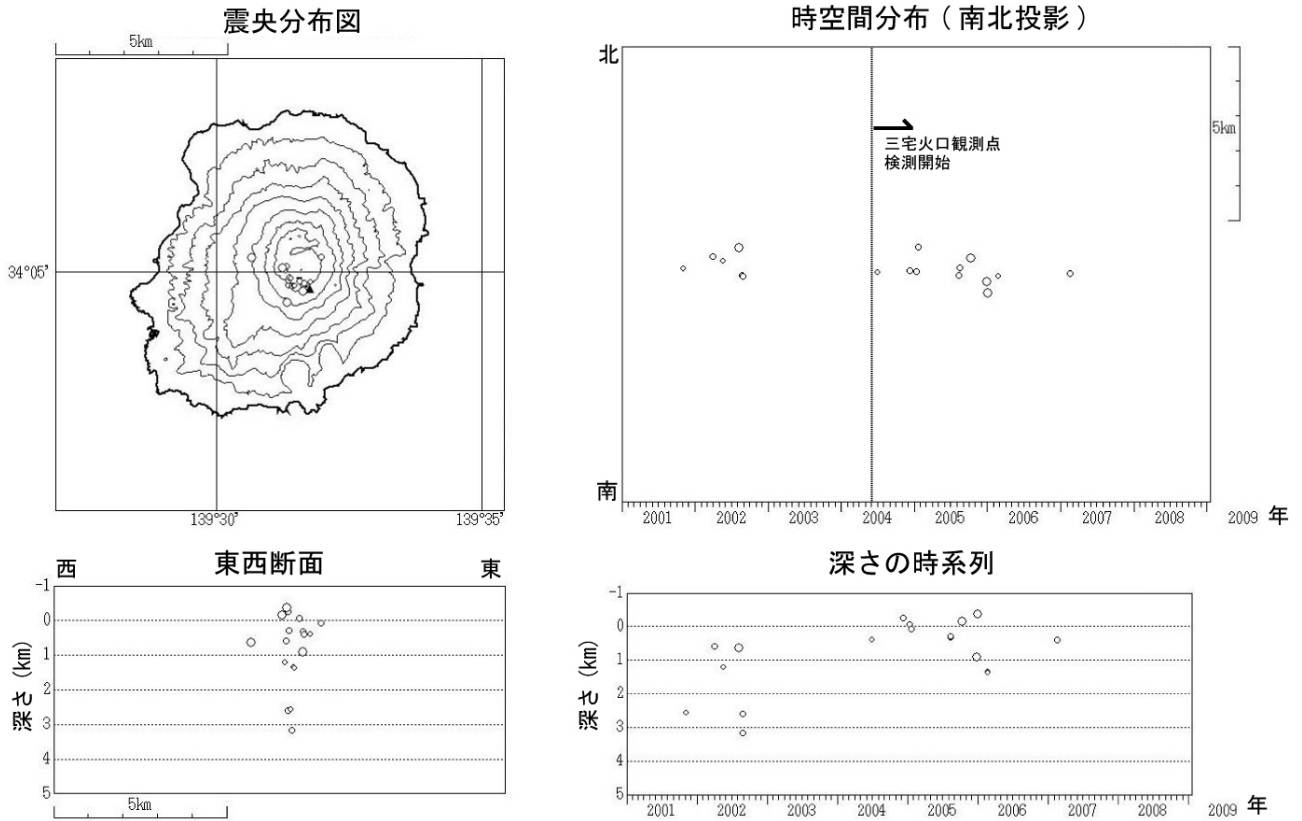 震央分布図
5km
34°05'
139°30'
139°35'
時空間分布（南北投影）
北
三宅火口観測点
検測開始
5km
南
2001 2002 2003 2004 2005 2006 2007 2008 2009 年
東西断面
西
東
-1
0
1
2
3
4
5
深さ (km)
5km
深さの時系列
-1
0
1
2
3
4
5
深さ (km)
2001 2002 2003 2004 2005 2006 2007 2008 2009 年